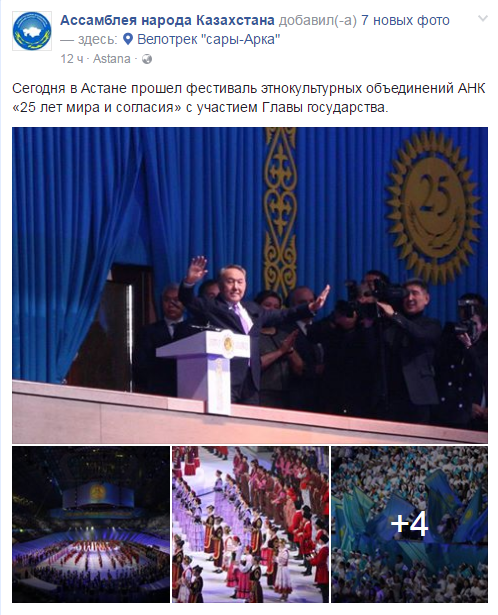 Ассамблея народа Казахстана добавил(-а) 7 новых фото
— здесь: Велотрек "сары-Арка"
12 ч · Astana ·
Сегодня в Астане прошел фестиваль этнокультурных объединений АНК
«25 лет мира и согласия» с участием Главы государства.
25
+4